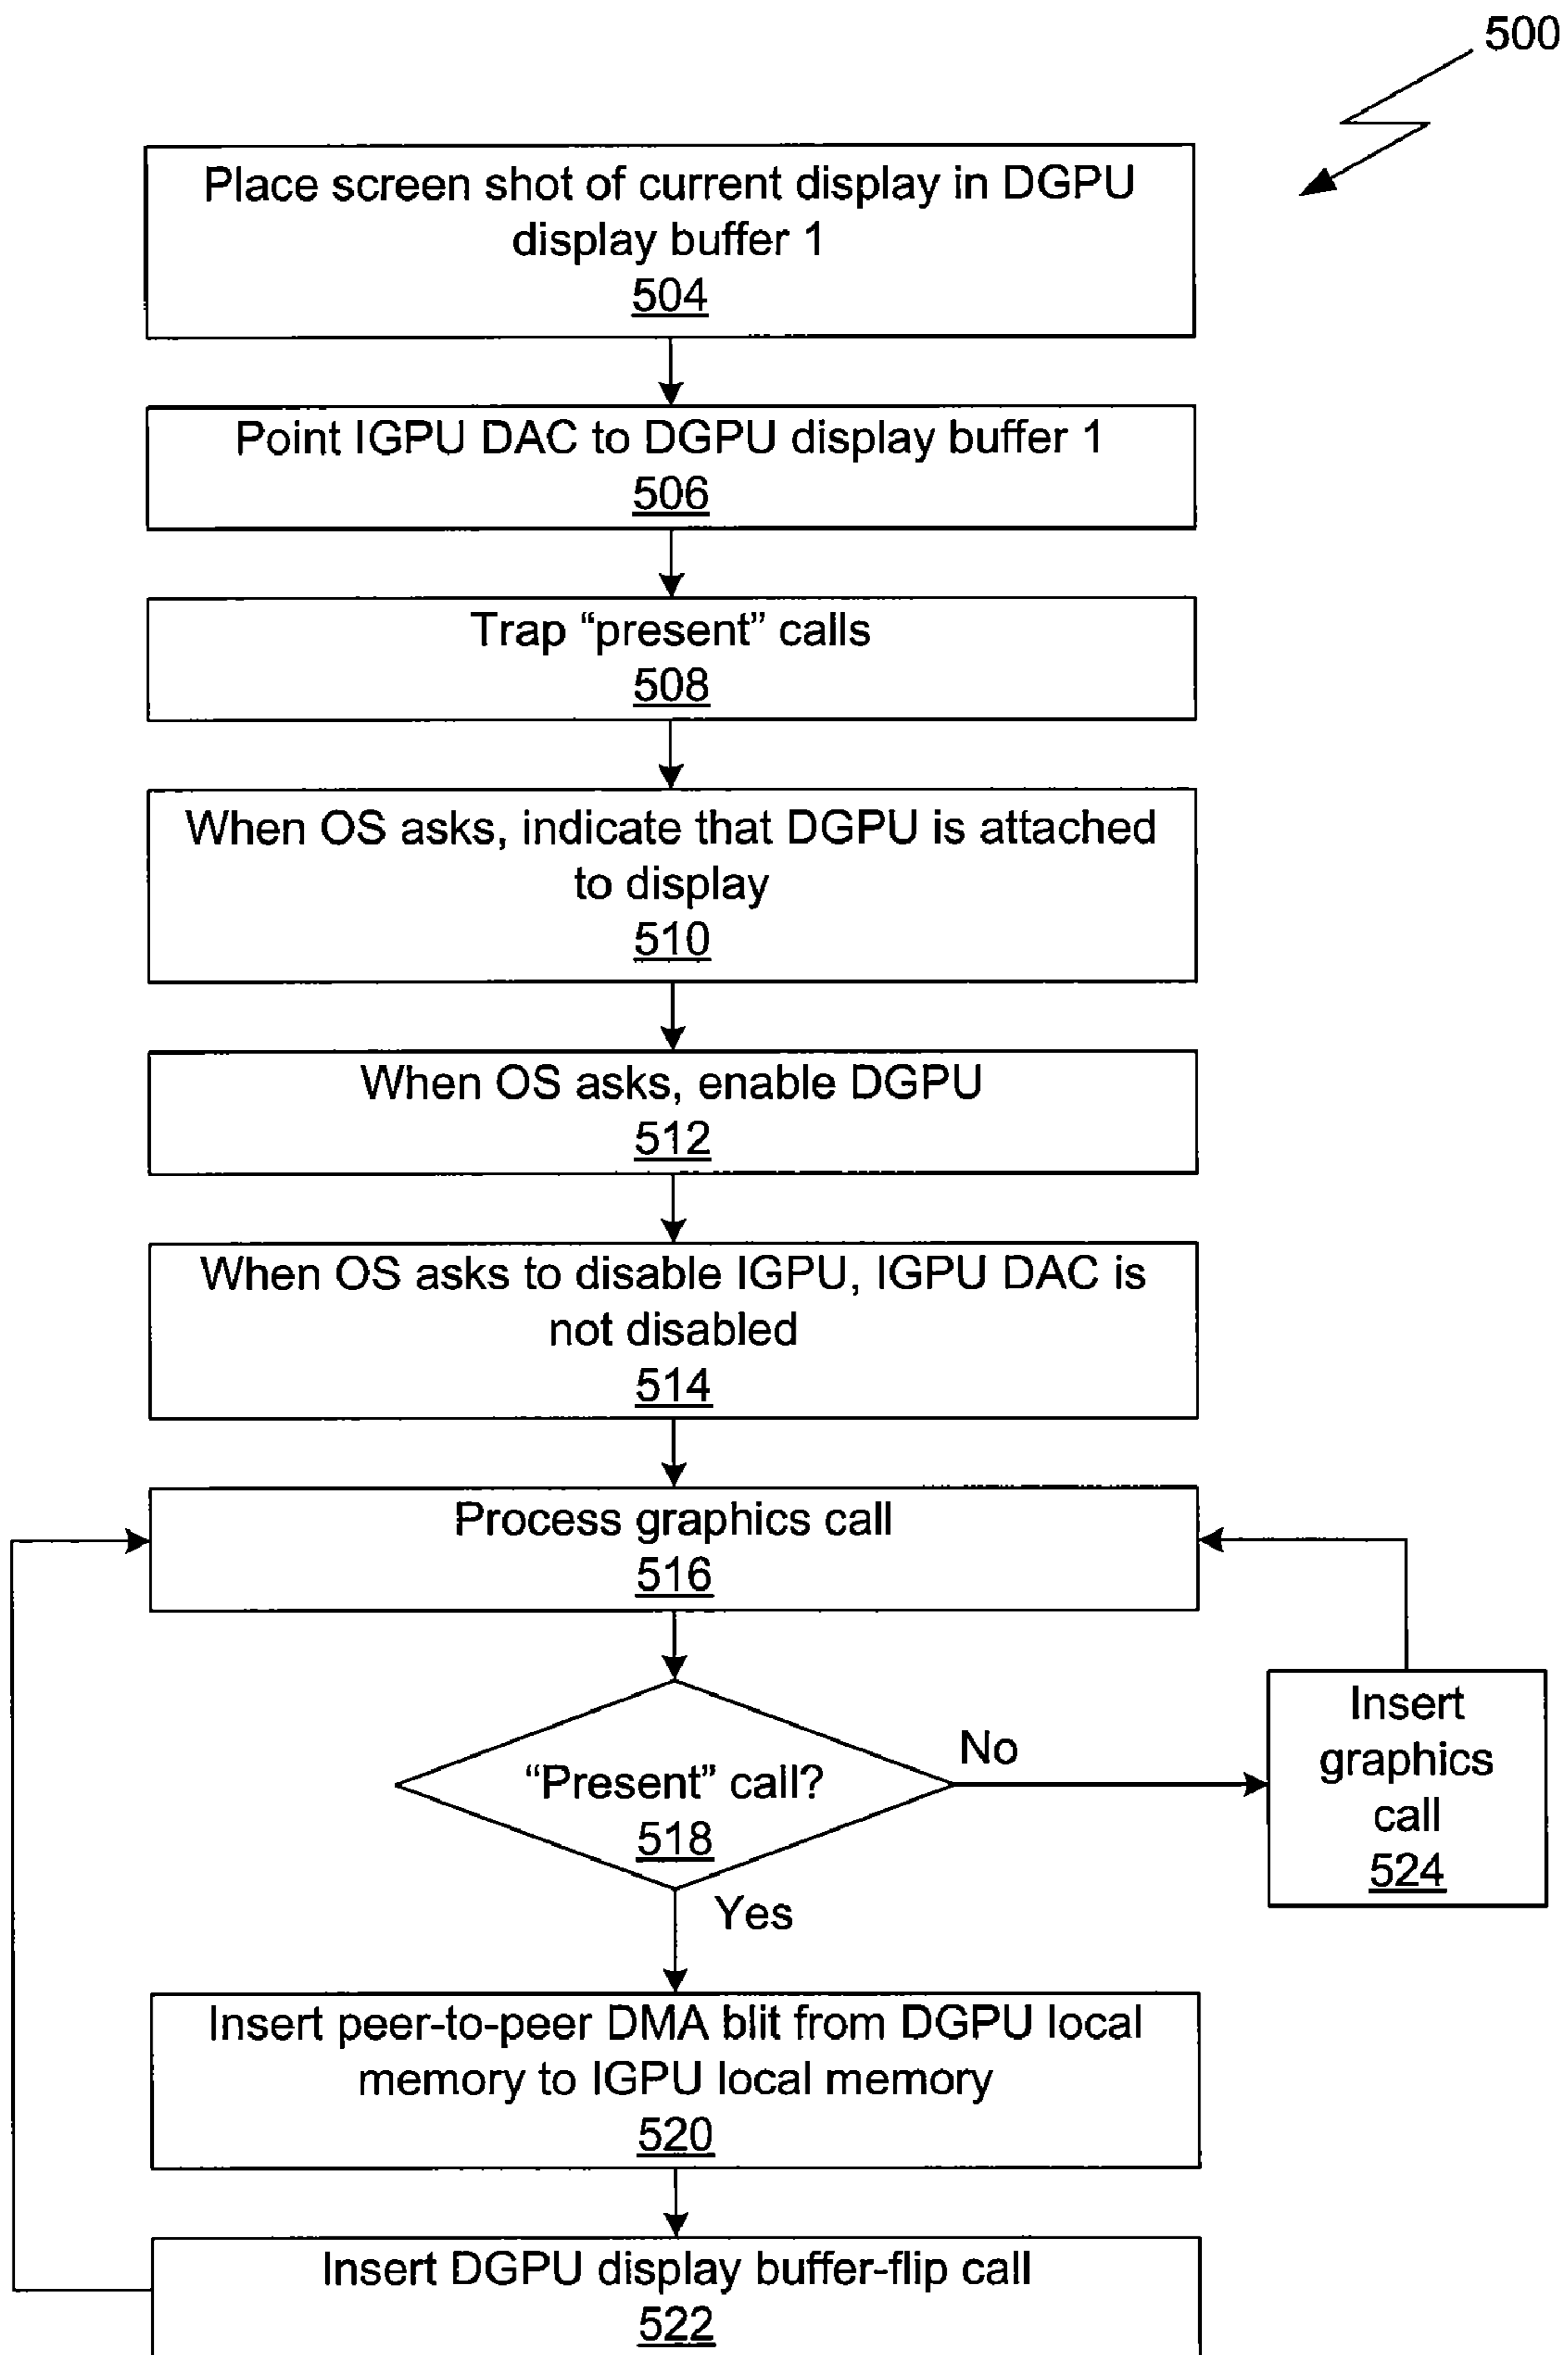 500
Place screen shot of current display in DGPU
display buffer 1
504
Point IGPU DAC to DGPU display buffer 1
506
Trap “present” calls
508
When OS asks, indicate that DGPU is attached
to display
510
When OS asks, enable DGPU
512
When OS asks to disable IGPU, IGPU DAC is
not disabled
514
Process graphics call
516
“Present” call?
518
No
Insert
graphics
call
524
Yes
Insert peer-to-peer DMA blit from DGPU local
memory to IGPU local memory
520
Insert DGPU display buffer-flip call
522